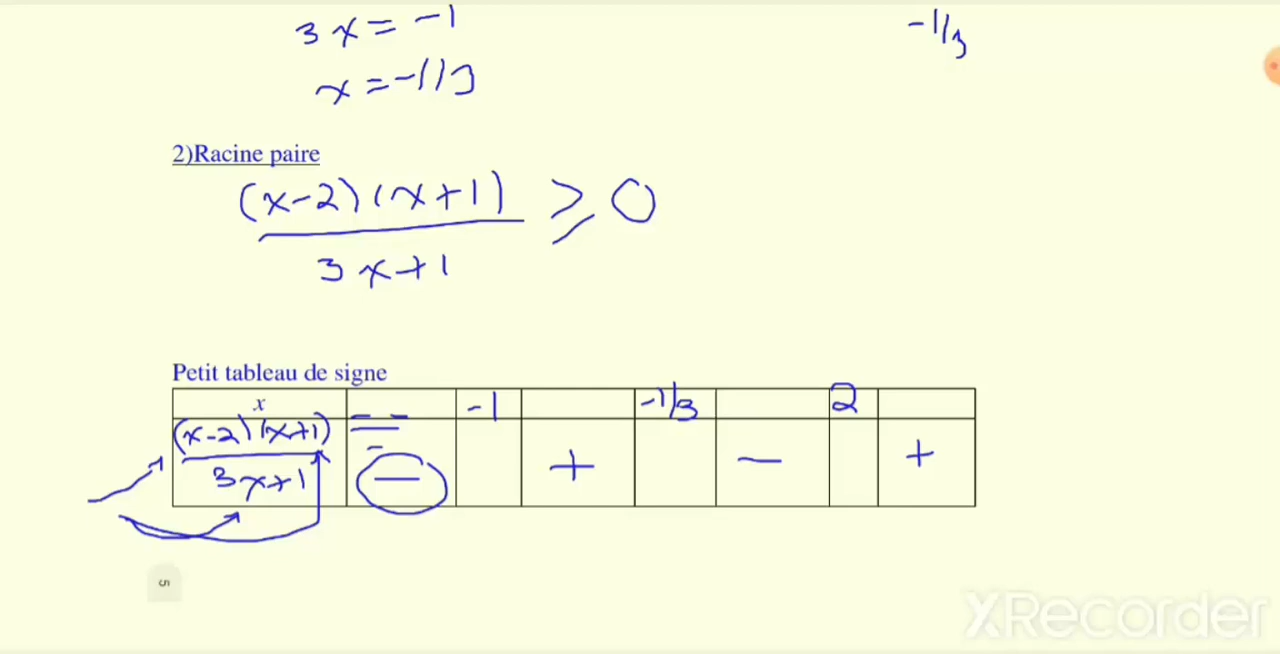 3x = -1
-1/3
x = -1/3
2)Racine paire
(x-2)(x+1) ≥ 0
3x+1
Petit tableau de signe
x -1 -1/3 2
(x-2)(x+1) - -
3x+1 - - + - +
5
XRecorder